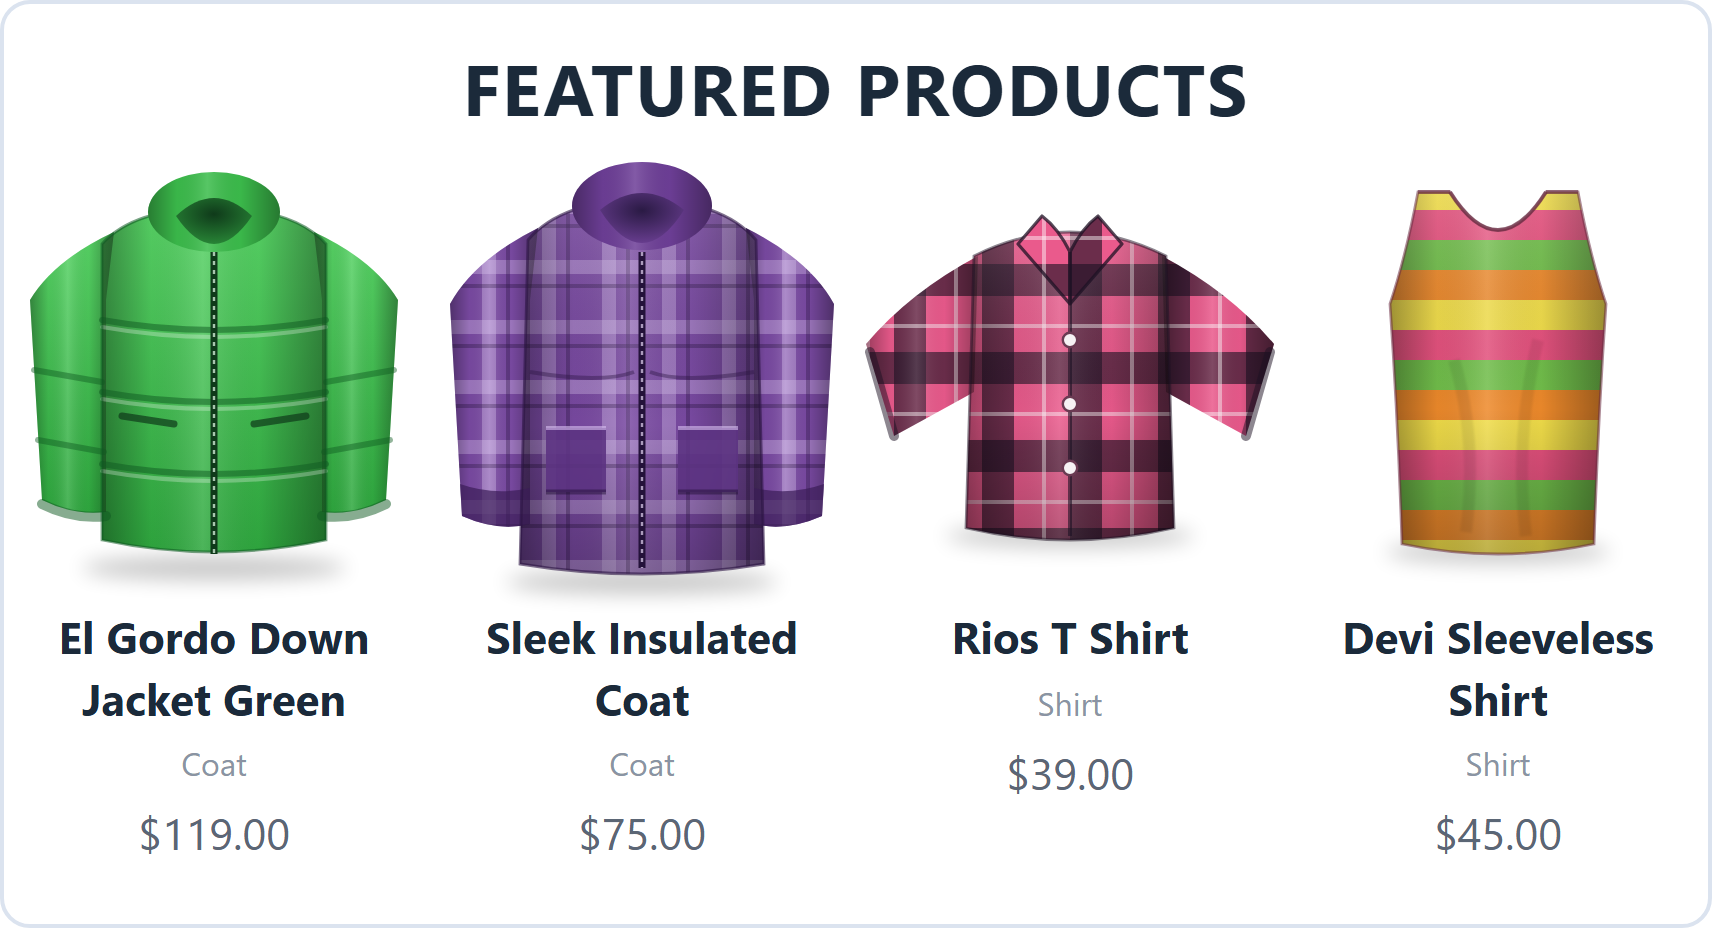 FEATURED PRODUCTS
El Gordo Down
Jacket Green
Coat
$119.00
Sleek Insulated
Coat
Coat
$75.00
Rios T Shirt
Shirt
$39.00
Devi Sleeveless
Shirt
Shirt
$45.00